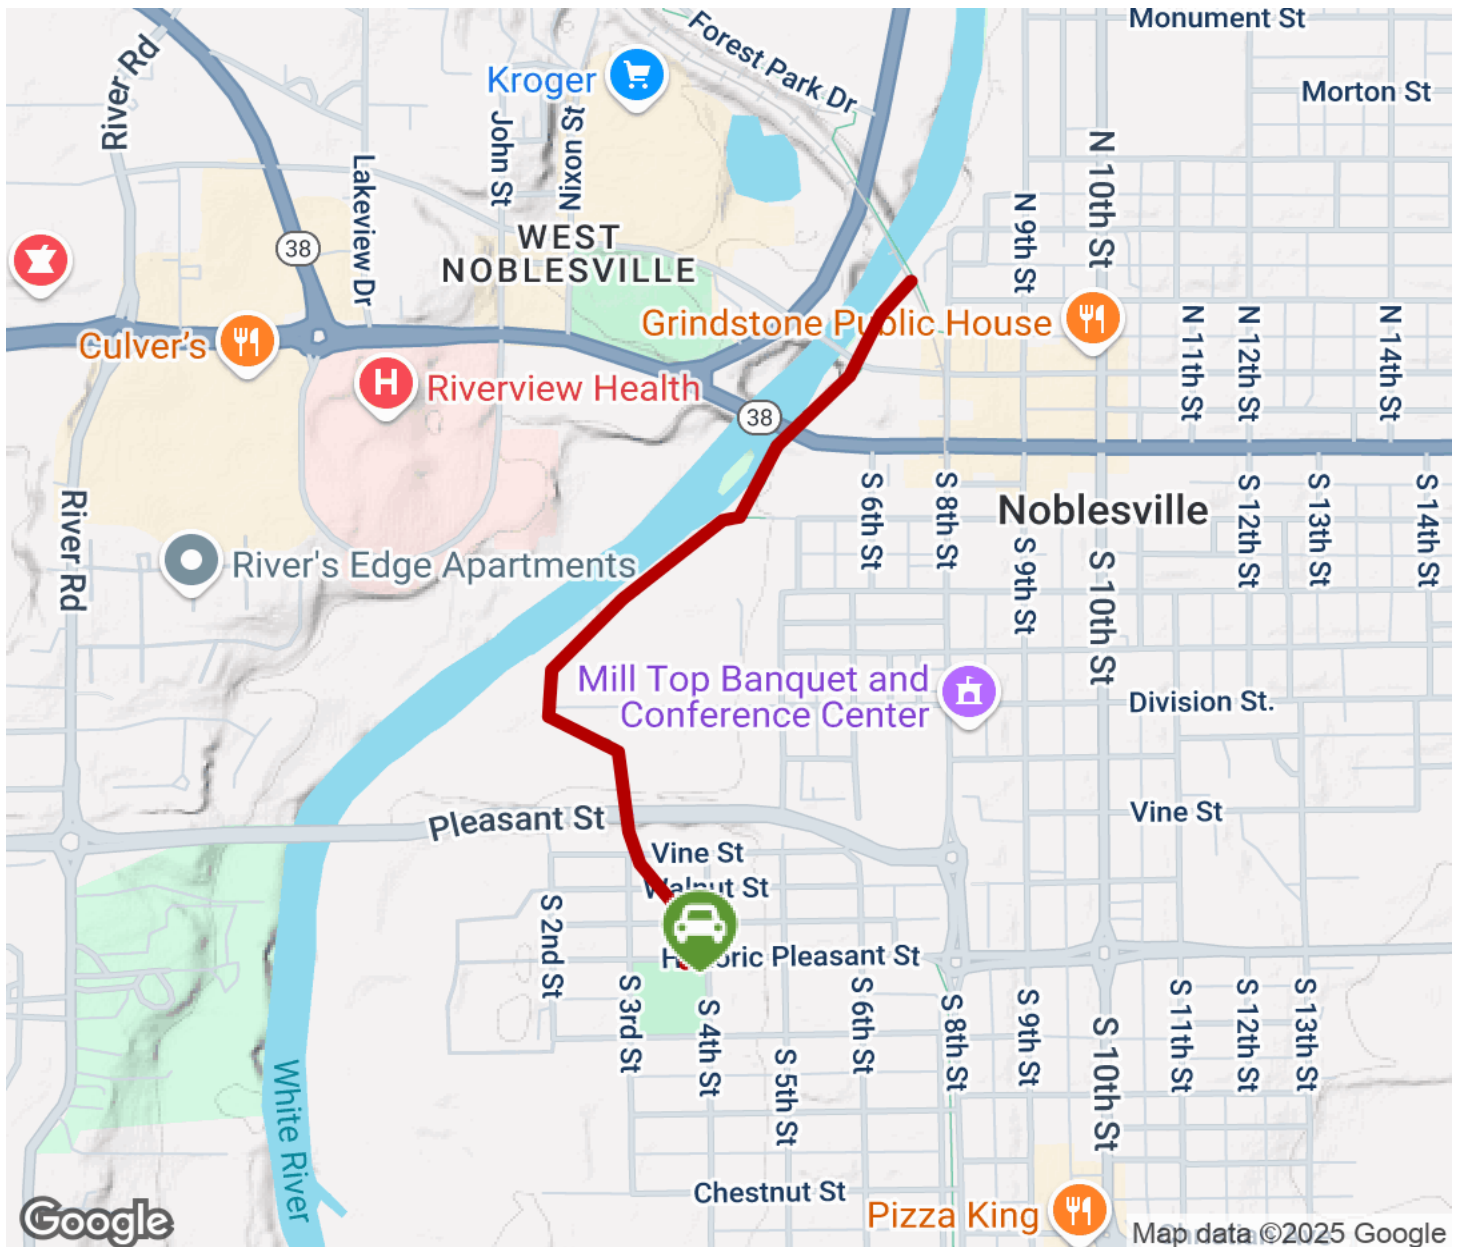 Monument St
Forest Park Dr
River Rd
Kroger
Morton St
John St
Nixon St
N 10th St
Lakeview Dr
N 9th St
WEST
NOBLESVILLE
38
Grindstone Public House
N 11th St
N 12th St
N 14th St
Culver's
H
Riverview Health
38
S 6th St
S 8th St
Noblesville
S 12th St
S 13th St
S 14th St
River Rd
River's Edge Apartments
S 9th St
S 10th St
Mill Top Banquet and
Conference Center
Division St.
Pleasant St
Vine St
Vine St
Walnut St
S 2nd St
Historic Pleasant St
S 3rd St
S 4th St
S 5th St
S 6th St
S 8th St
S 9th St
S 10th St
S 11th St
S 12th St
S 13th St
White River
Chestnut St
Pizza King
Google
Map data ©2025 Google